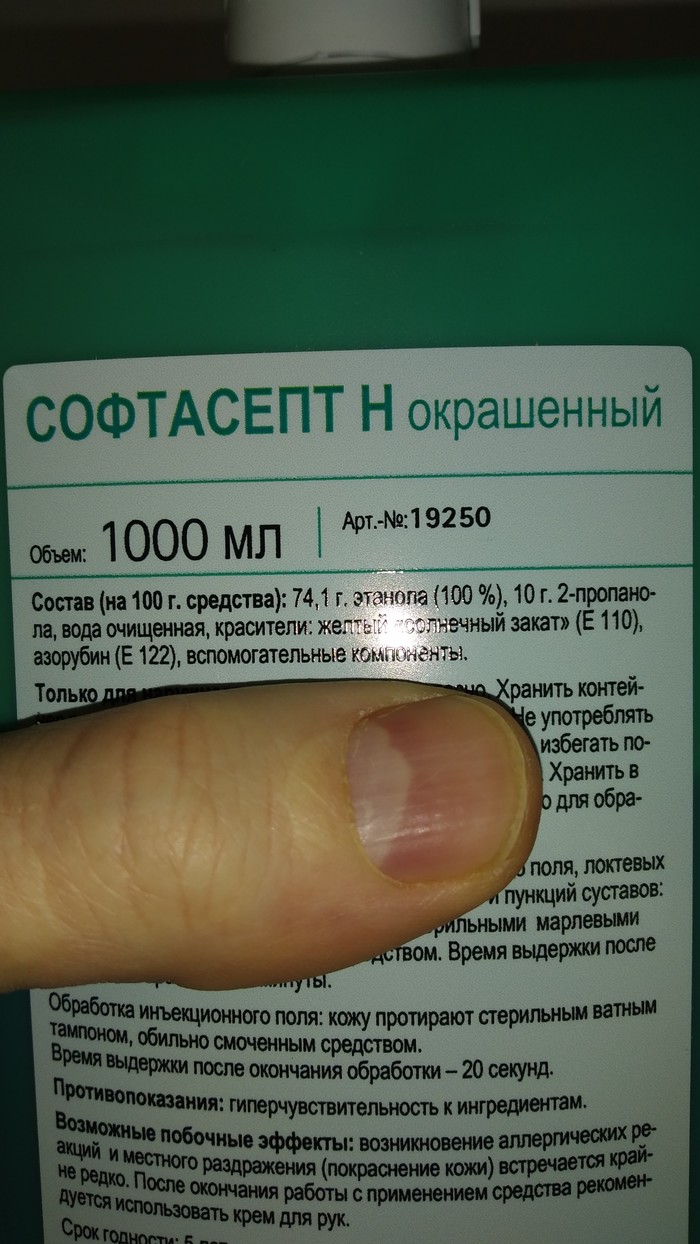 СОФТАСЕПТ Н окрашенный
Объем: 1000 мл
Арт.-№: 19250
Состав (на 100 г. средства): 74,1 г. этанола (100 %), 10 г. 2-пропано-
ла, вода очищенная, красители: желтый «солнечный закат» (Е 110),
азорубин (Е 122), вспомогательные компоненты.
Только для Хранить контей-
Не употреблять
избегать по-
Хранить в
для обра-
поля, локтевых
и пункций суставов:
марлевыми
Время выдержки после
Обработка инъекционного поля: кожу протирают стерильным ватным
тампоном, обильно смоченным средством.
Время выдержки после окончания обработки – 20 секунд.
Противопоказания: гиперчувствительность к ингредиентам.
Возможные побочные эффекты: возникновение аллергических ре-
акций и местного раздражения (покраснение кожи) встречается край-
не редко. После окончания работы с применением средства рекомен-
дуется использовать крем для рук.
Срок годности: 5